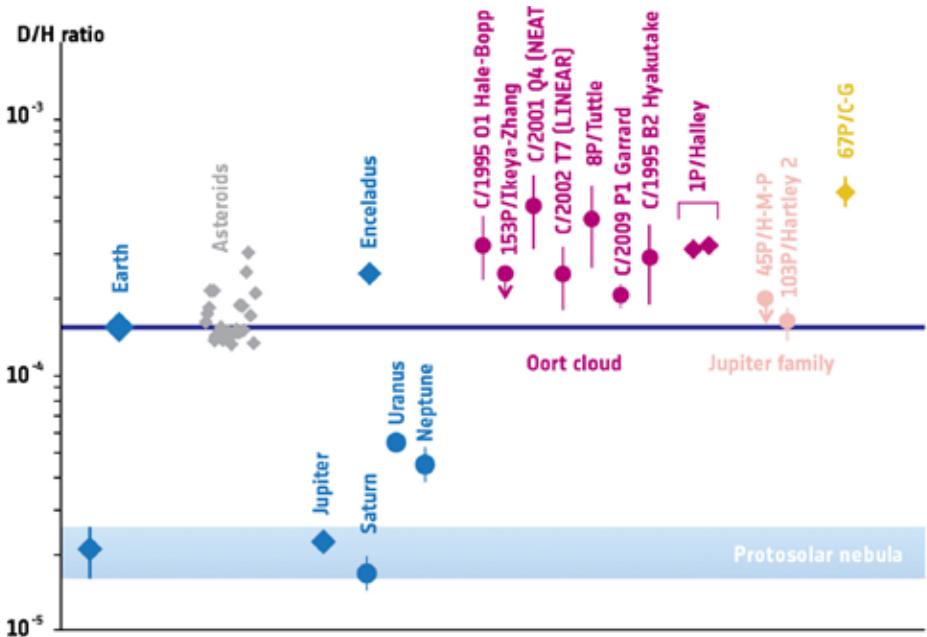 D/H ratio
10⁻³
10⁻⁴
10⁻⁵
Earth
Asteroids
Enceladus
Jupiter
Saturn
Uranus
Neptune
C/1995 O1 Hale-Bopp
153P/Ikeya-Zhang
C/2001 Q4 (NEAT)
C/2002 T7 (LINEAR)
8P/Tuttle
C/2009 P1 Garrard
C/1995 B2 Hyakutake
1P/Halley
45P/H-M-P
103P/Hartley 2
67P/C-G
Oort cloud
Jupiter family
Protosolar nebula